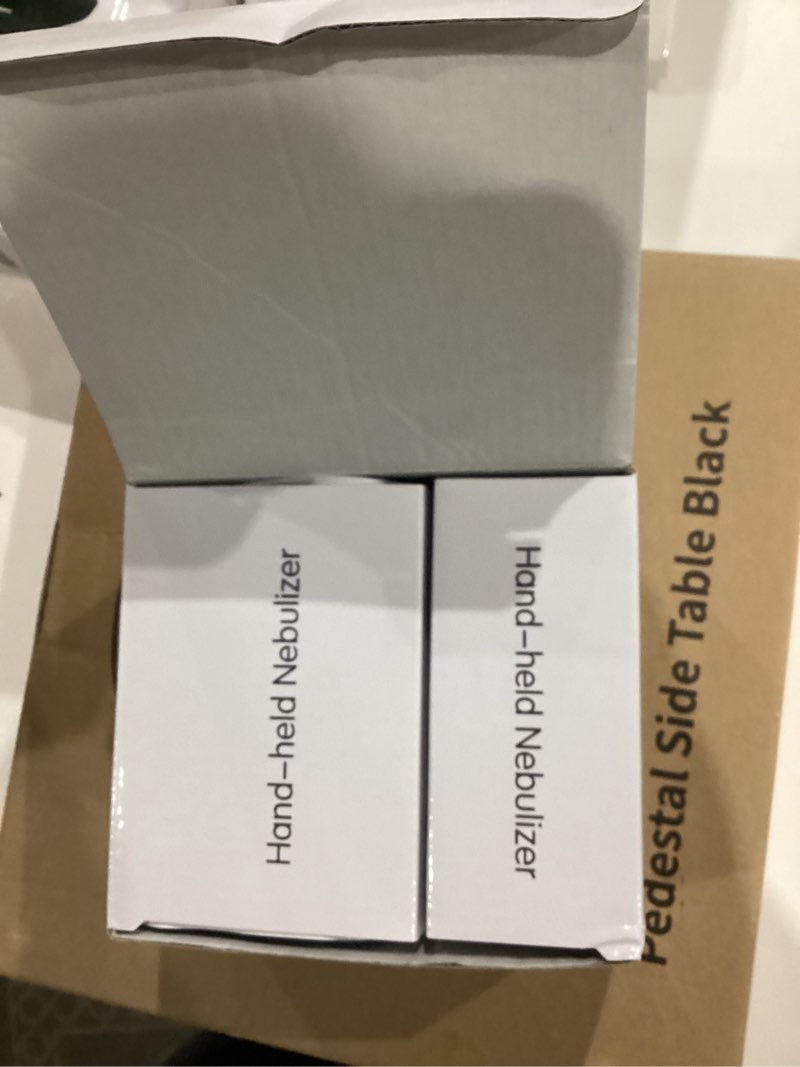 Hand-held Nebulizer
Hand-held Nebulizer
Pedestal Side Table Black